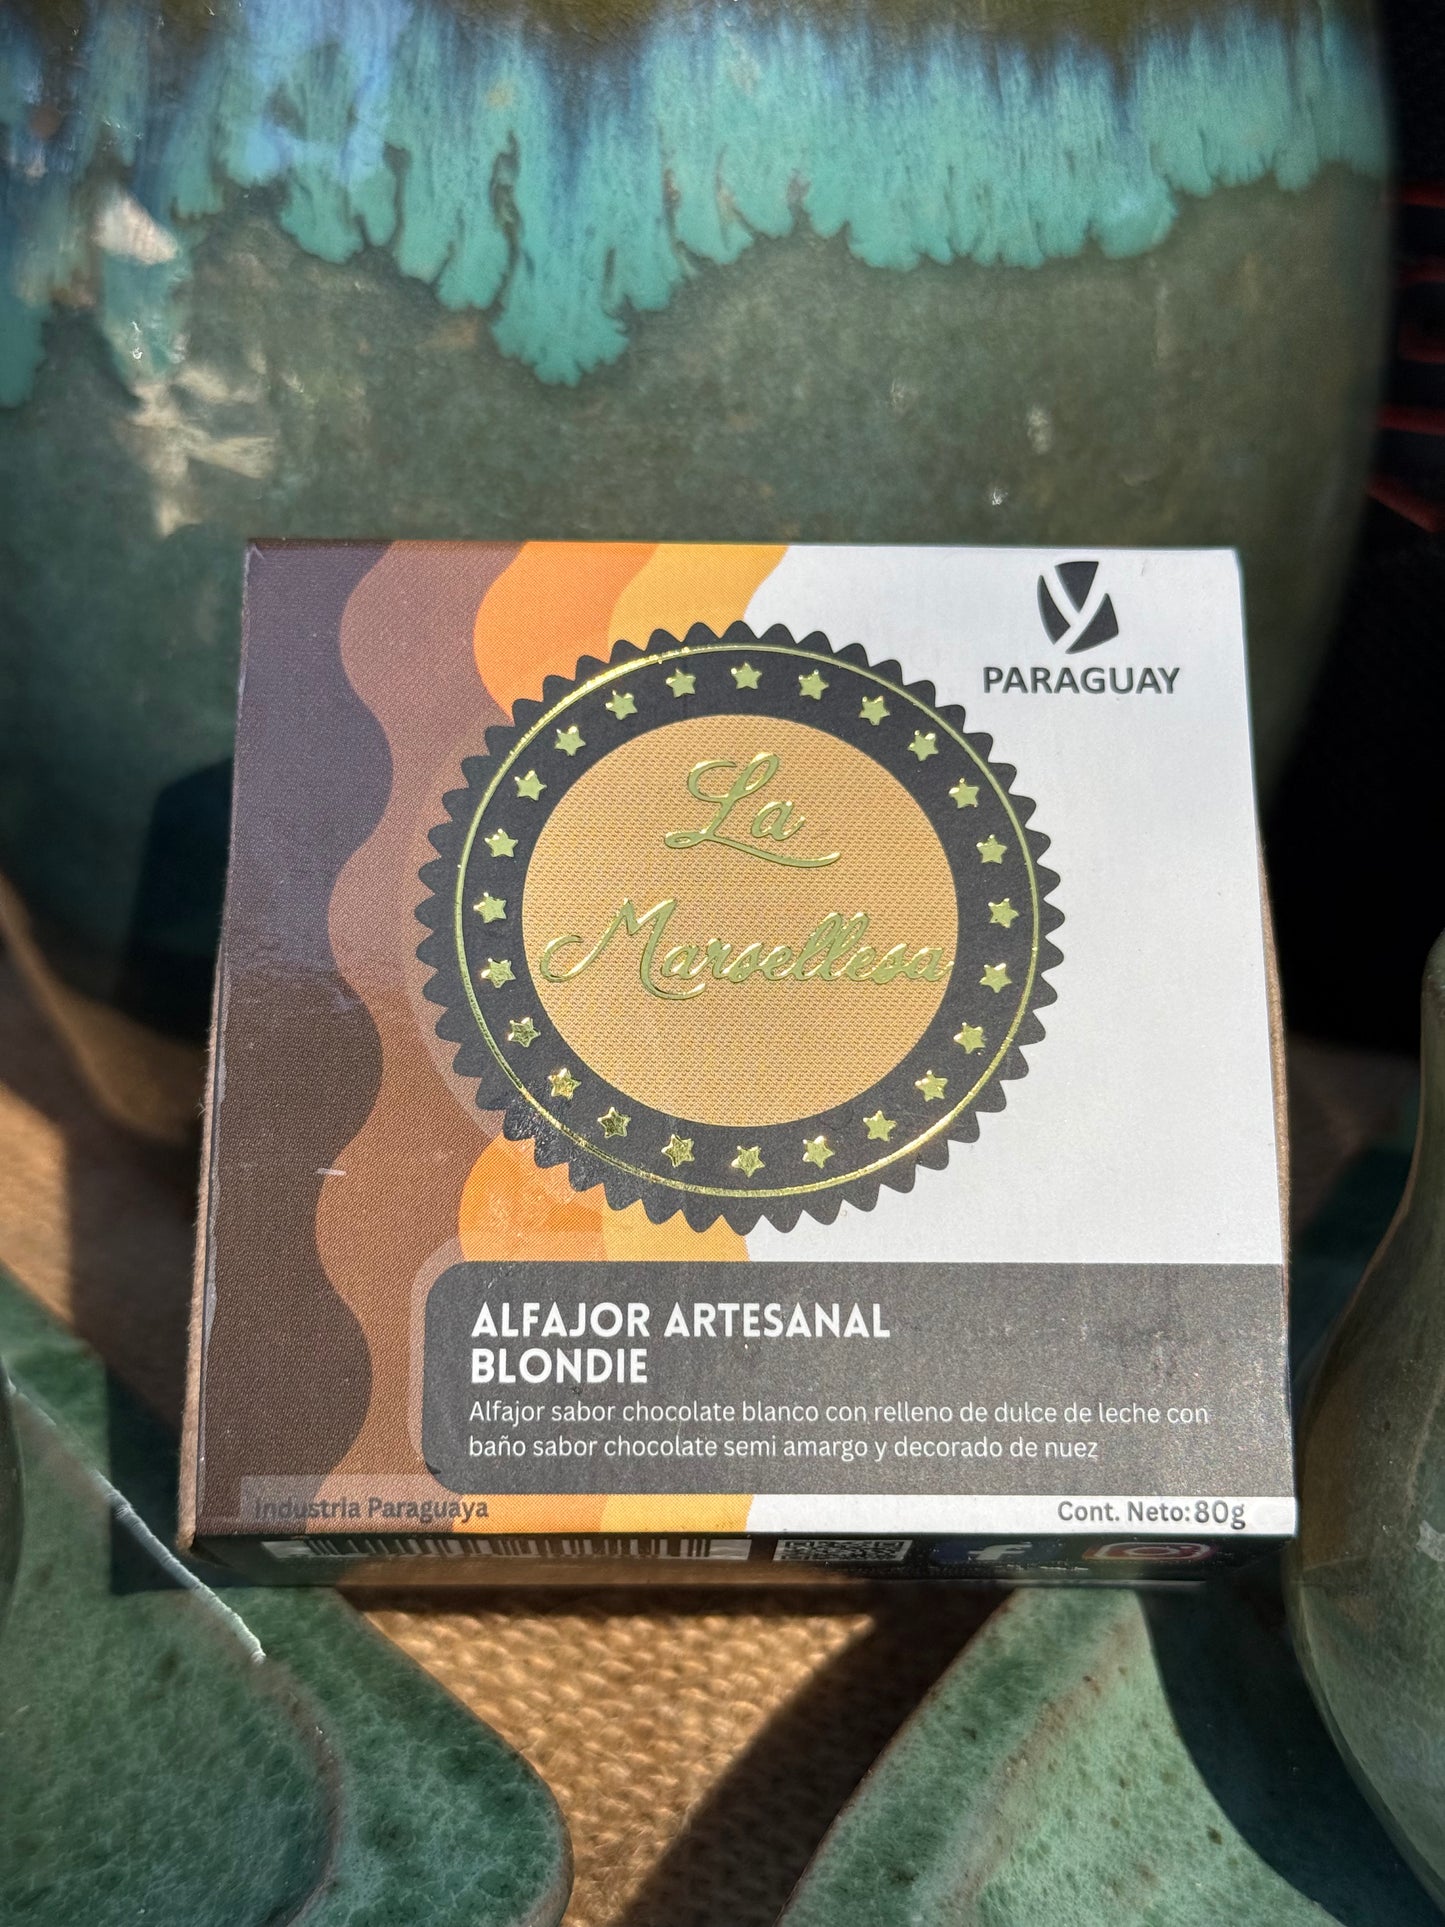 PARAGUAY
La
Marsellesa
ALFAJOR ARTESANAL
BLONDIE
Alfajor sabor chocolate blanco con relleno de dulce de leche con
baño sabor chocolate semi amargo y decorado de nuez
Industria Paraguaya
Cont. Neto:80g